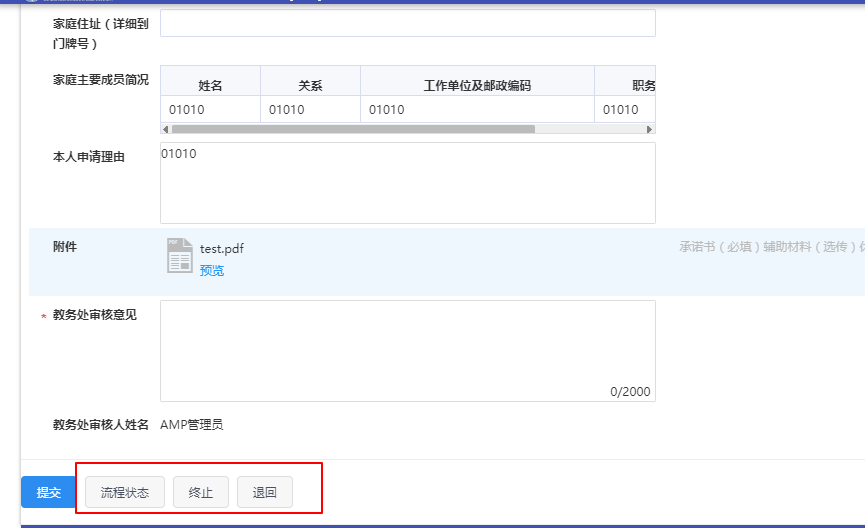 家庭住址（详细到
门牌号）
家庭主要成员简况
姓名 关系 工作单位及邮政编码 职务
01010 01010 01010 01010
本人申请理由
01010
附件
test.pdf
预览
承诺书（必填）辅助材料（选传）
* 教务处审核意见
0/2000
教务处审核人姓名 AMP管理员
提交 流程状态 终止 退回